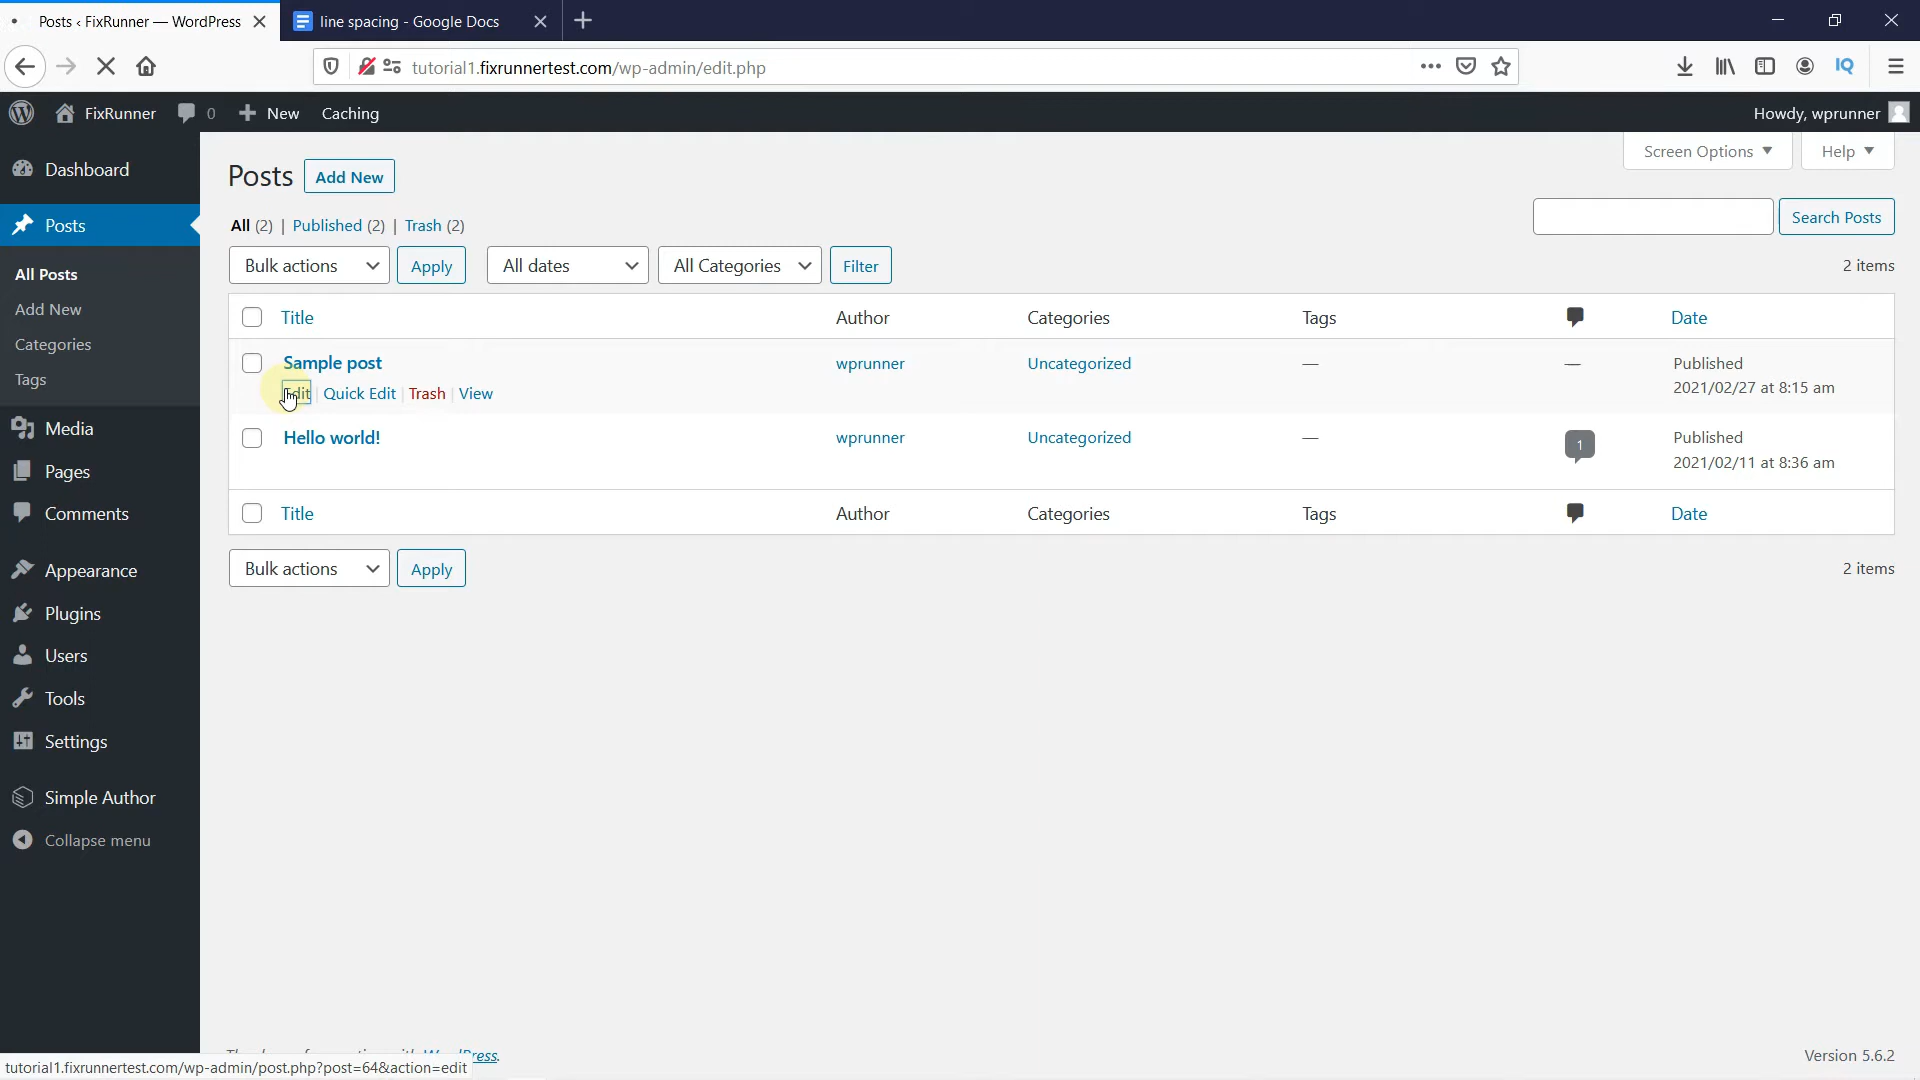 Posts ‹ FixRunner — WordPress
line spacing - Google Docs
tutorial1.fixrunnertest.com/wp-admin/edit.php
IQ
FixRunner 0 New Caching Howdy, wprunner
Dashboard
Posts
All Posts
Add New
Categories
Tags
Media
Pages
Comments
Appearance
Plugins
Users
Tools
Settings
Simple Author
Collapse menu
Screen Options Help
Posts Add New
All (2) | Published (2) | Trash (2)
Search Posts
Bulk actions Apply All dates All Categories Filter 2 items
Title Author Categories Tags Date
Sample post wprunner Uncategorized — — Published
2021/02/27 at 8:15 am
Edit | Quick Edit | Trash | View
Hello world! wprunner Uncategorized — 1 Published
2021/02/11 at 8:36 am
Title Author Categories Tags Date
Bulk actions Apply 2 items
WordPress.
Version 5.6.2
tutorial1.fixrunnertest.com/wp-admin/post.php?post=64&action=edit